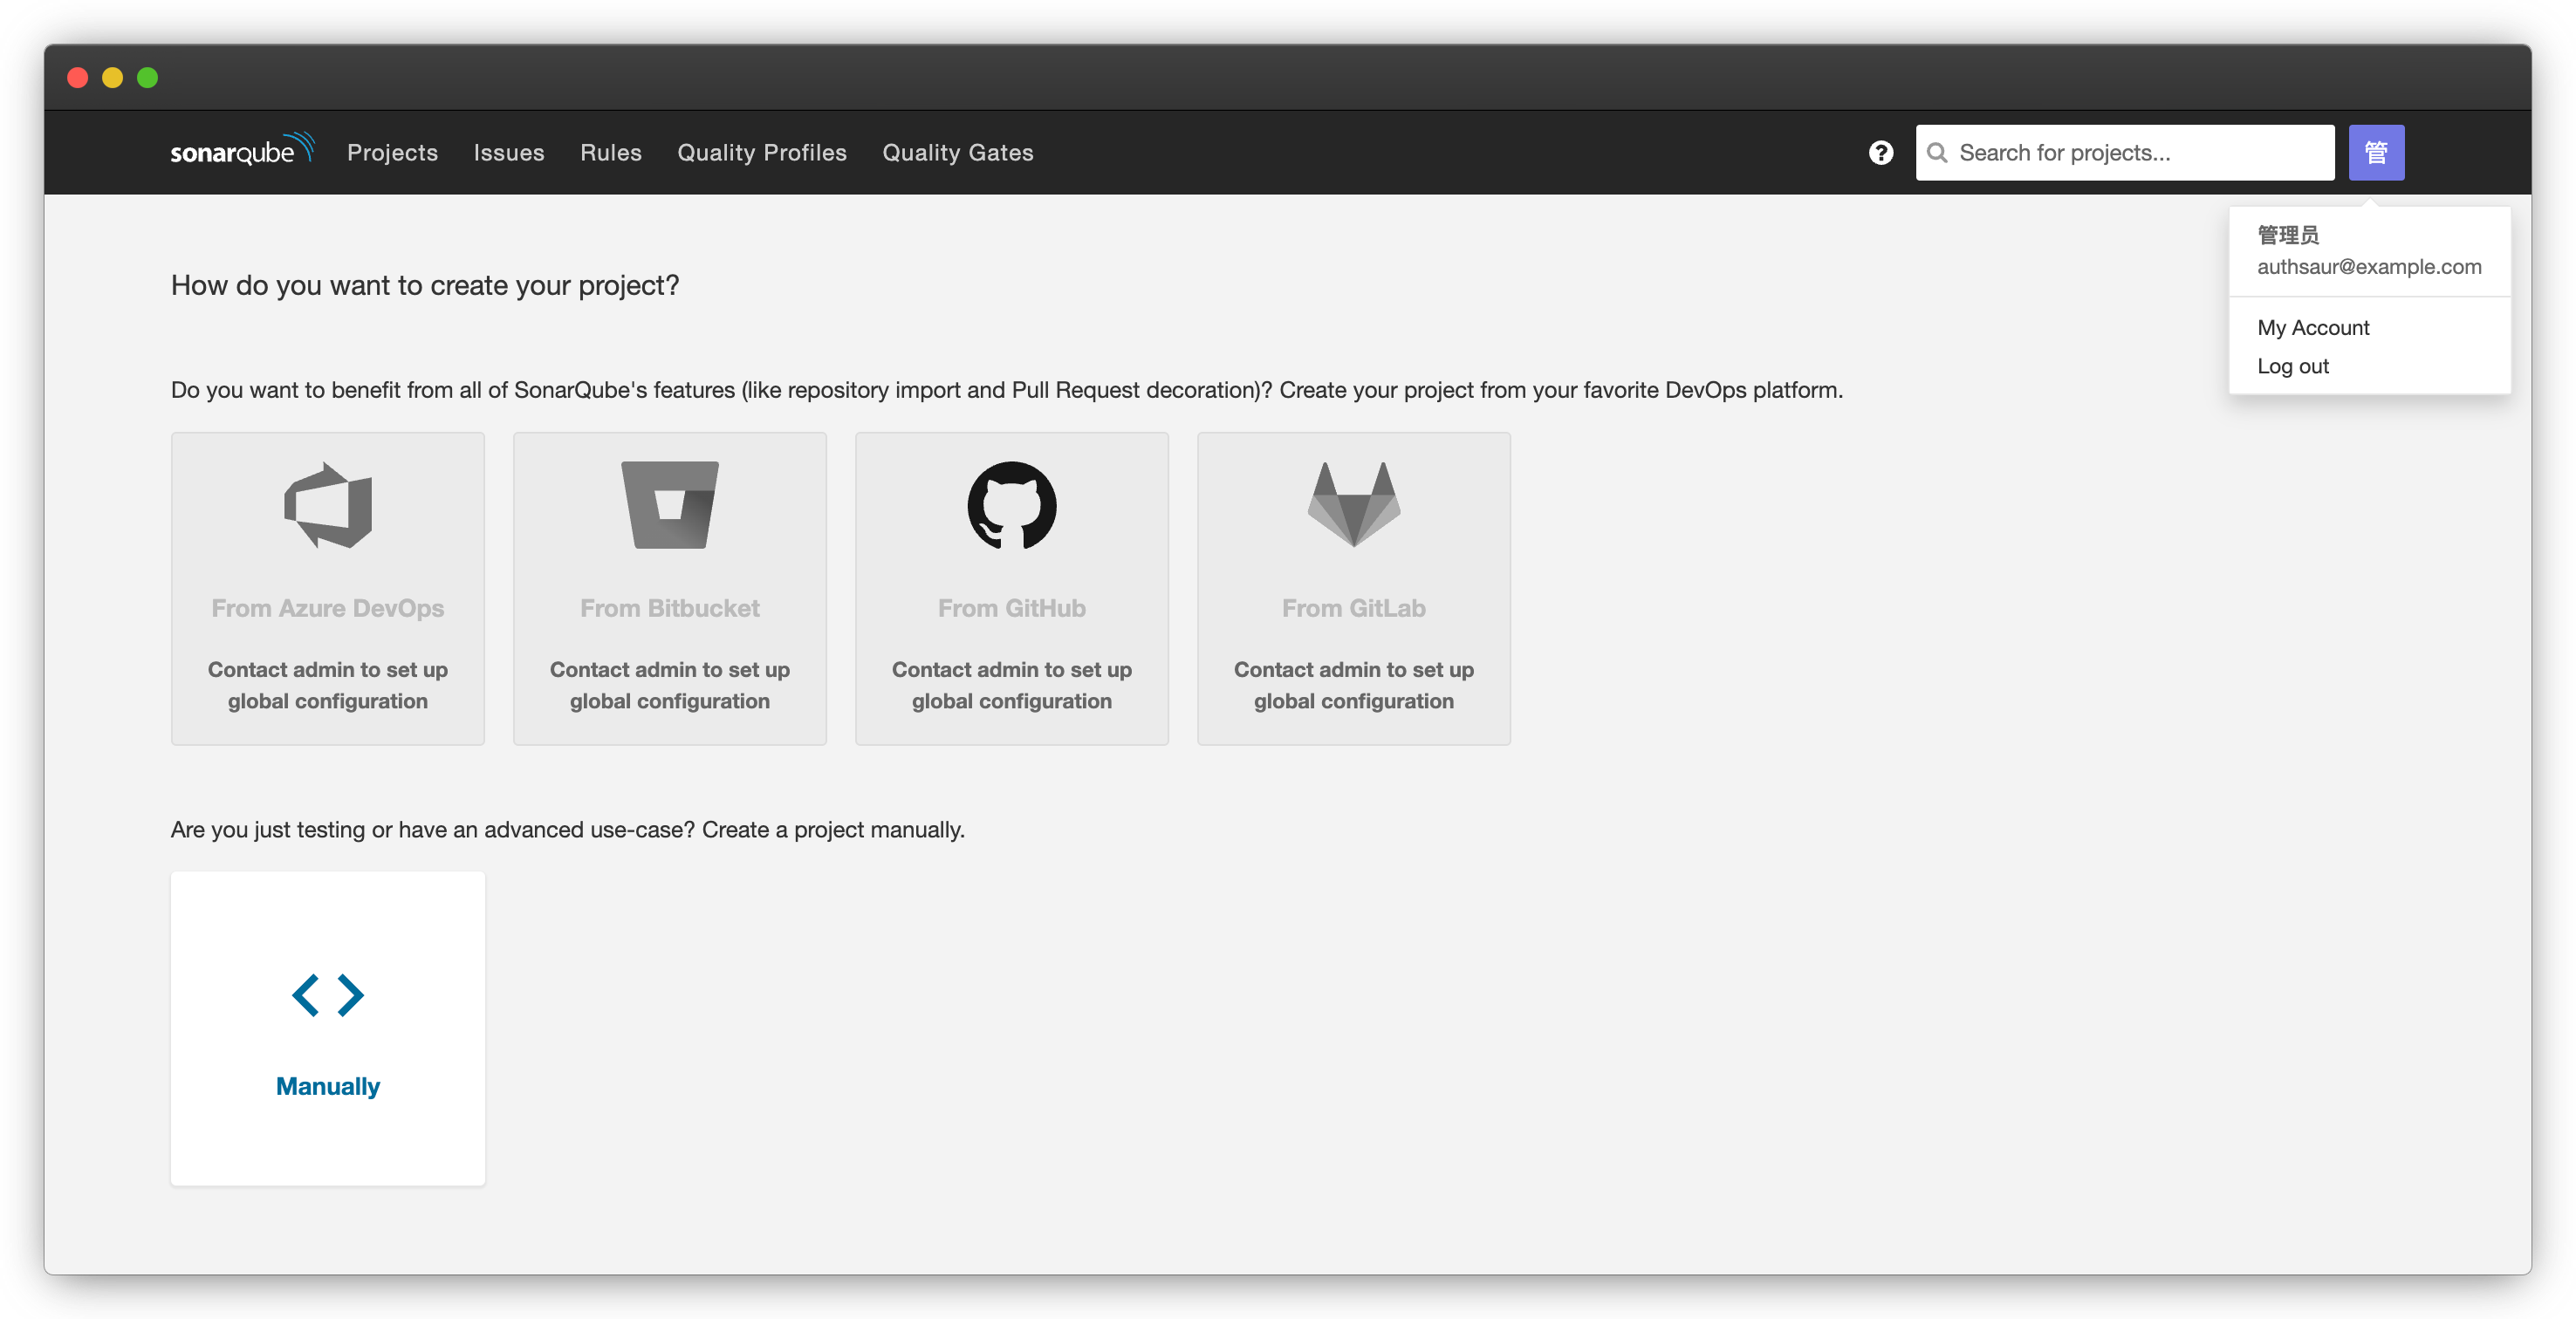 sonarqube Projects Issues Rules Quality Profiles Quality Gates ? Search for projects... 管
管理员
authsaur@example.com
My Account
Log out
How do you want to create your project?
Do you want to benefit from all of SonarQube's features (like repository import and Pull Request decoration)? Create your project from your favorite DevOps platform.
From Azure DevOps
Contact admin to set up
global configuration
From Bitbucket
Contact admin to set up
global configuration
From GitHub
Contact admin to set up
global configuration
From GitLab
Contact admin to set up
global configuration
Are you just testing or have an advanced use-case? Create a project manually.
Manually